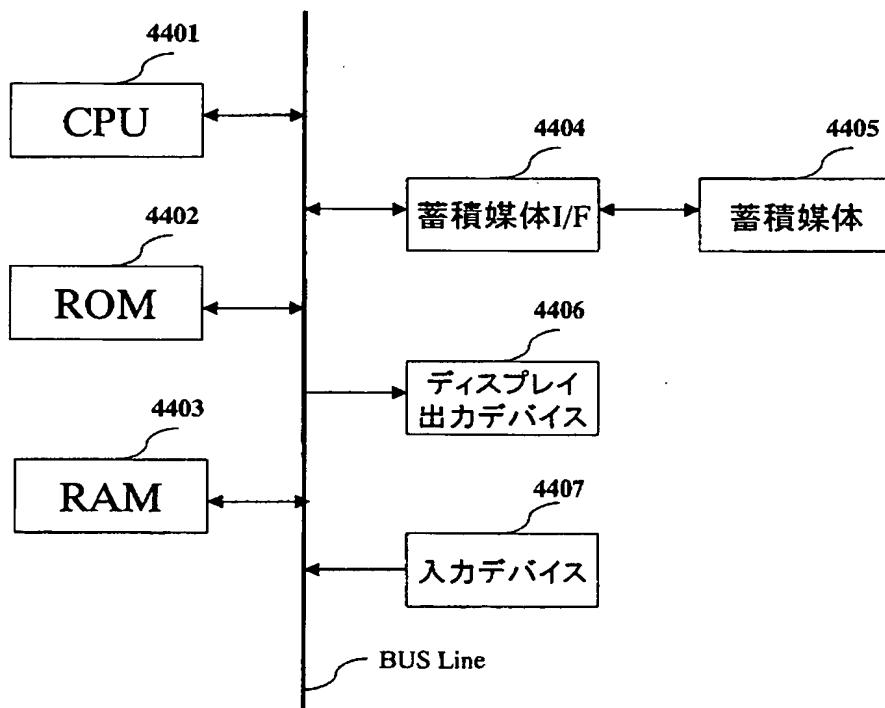 4401
CPU
4402
ROM
4403
RAM
4404
蓄積媒体I/F
4405
蓄積媒体
4406
ディスプレイ
出力デバイス
4407
入力デバイス
BUS Line